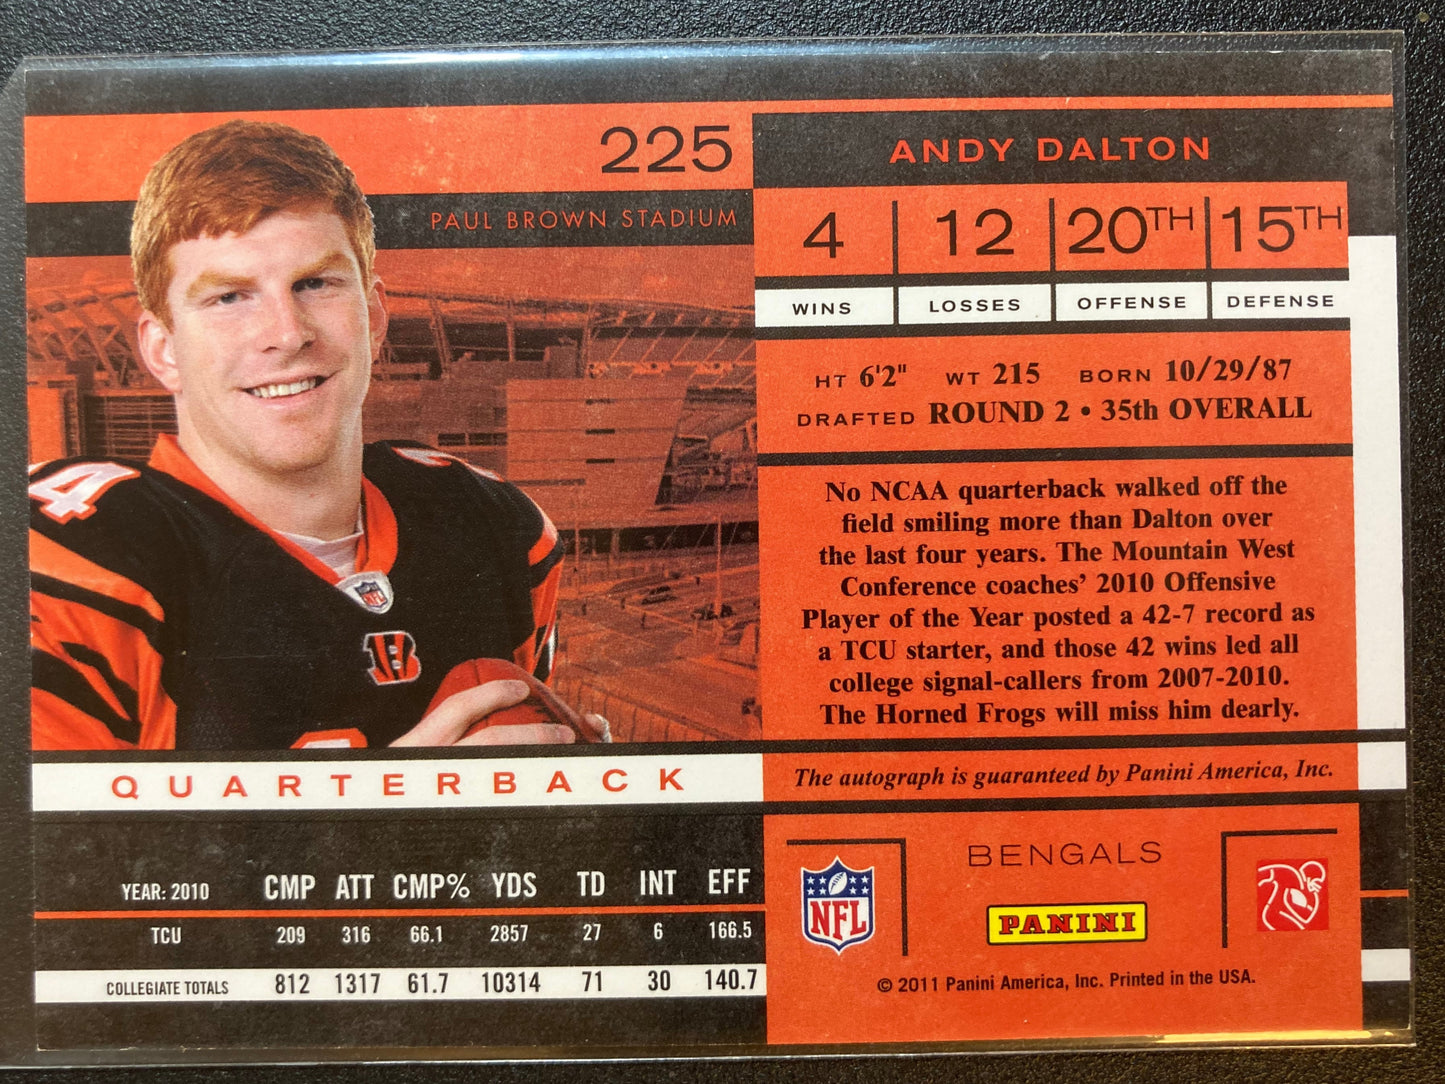 225
PAUL BROWN STADIUM
4
B
QUARTERBACK
YEAR: 2010 CMP ATT CMP% YDS TD INT EFF
TCU 209 316 66.1 2857 27 6 166.5
COLLEGIATE TOTALS 812 1317 61.7 10314 71 30 140.7
ANDY DALTON
4 12 20TH 15TH
WINS LOSSES OFFENSE DEFENSE
HT 6'2" WT 215 BORN 10/29/87
DRAFTED ROUND 2 • 35th OVERALL
No NCAA quarterback walked off the
field smiling more than Dalton over
the last four years. The Mountain West
Conference coaches’ 2010 Offensive
Player of the Year posted a 42-7 record as
a TCU starter, and those 42 wins led all
college signal-callers from 2007-2010.
The Horned Frogs will miss him dearly.
The autograph is guaranteed by Panini America, Inc.
BENGALS
NFL
PANINI
© 2011 Panini America, Inc. Printed in the USA.